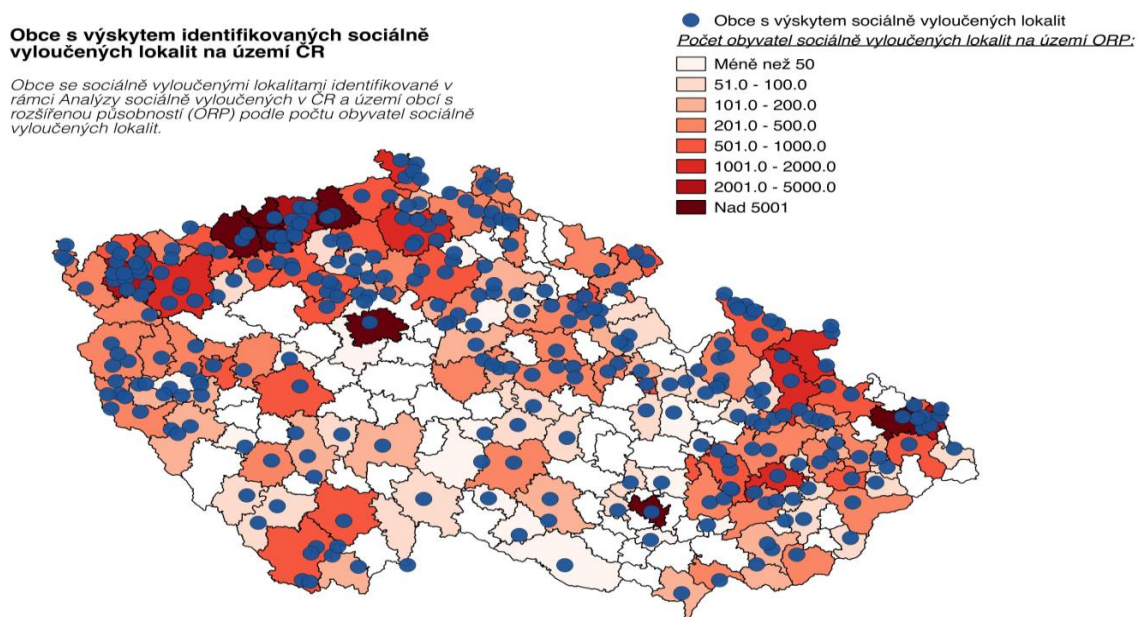 Obce s výskytem identifikovaných sociálně
vyloučených lokalit na území ČR
Obce se sociálně vyloučenými lokalitami identifikované v
rámci Analýzy sociálně vyloučených v ČR a území obcí s
rozšířenou působností (ORP) podle počtu obyvatel sociálně
vyloučených lokalit.
Obce s výskytem sociálně vyloučených lokalit
Počet obyvatel sociálně vyloučených lokalit na území ORP:
Méně než 50
51.0 - 100.0
101.0 - 200.0
201.0 - 500.0
501.0 - 1000.0
1001.0 - 2000.0
2001.0 - 5000.0
Nad 5001